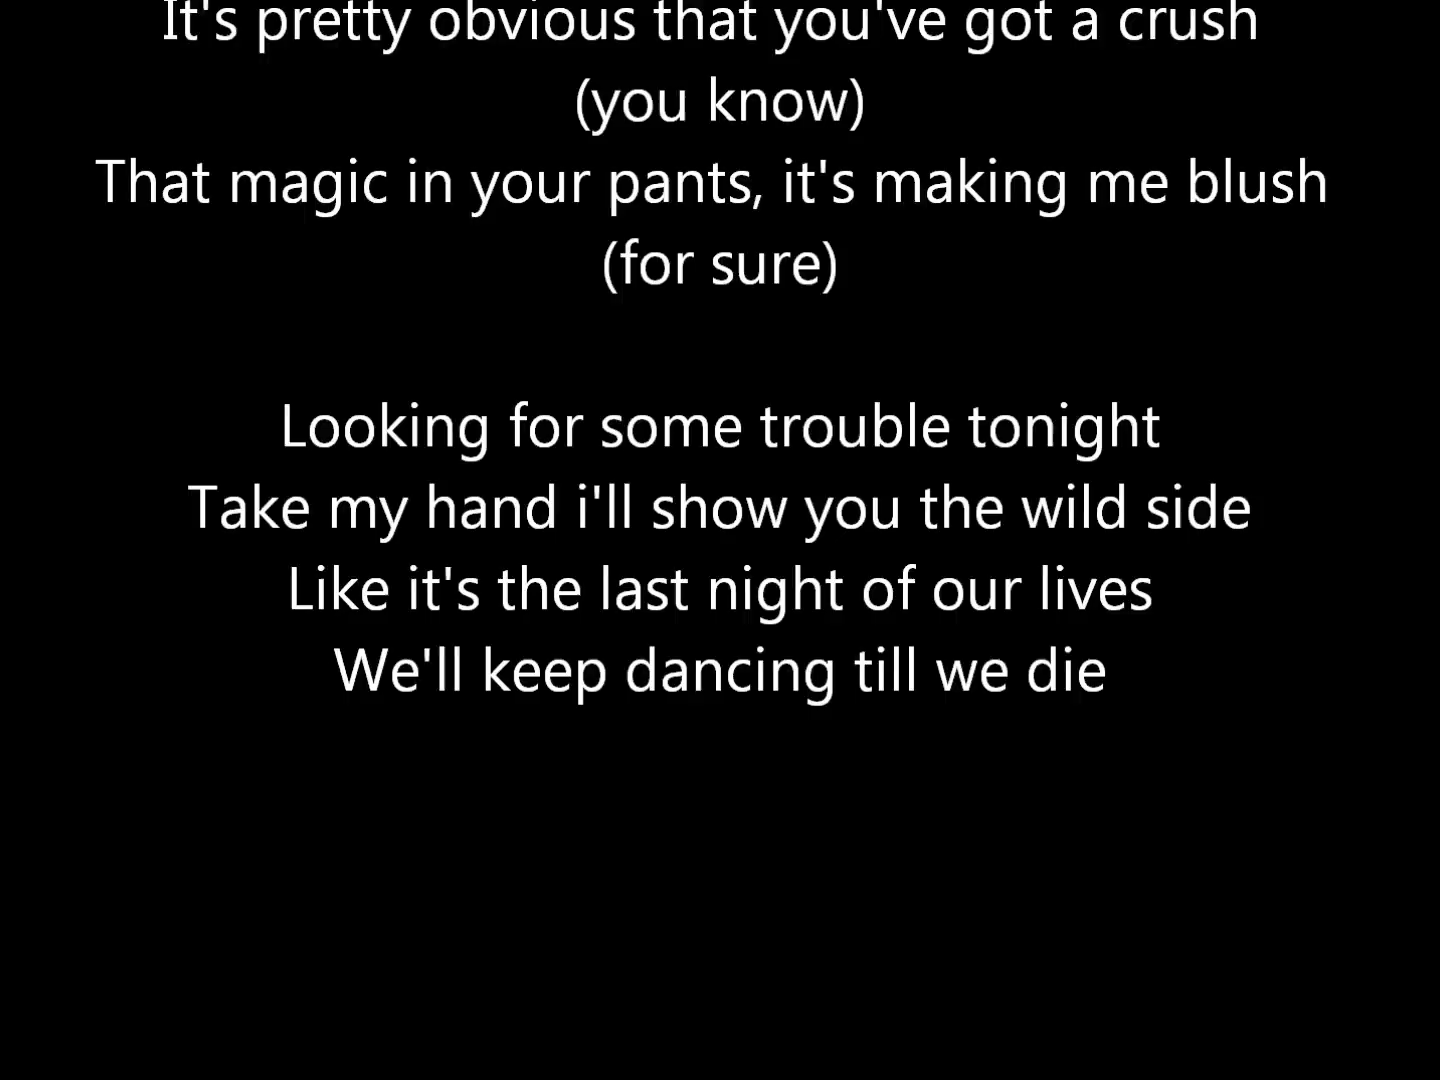 It's pretty obvious that you've got a crush
(you know)
That magic in your pants, it's making me blush
(for sure)
Looking for some trouble tonight
Take my hand i'll show you the wild side
Like it's the last night of our lives
We'll keep dancing till we die